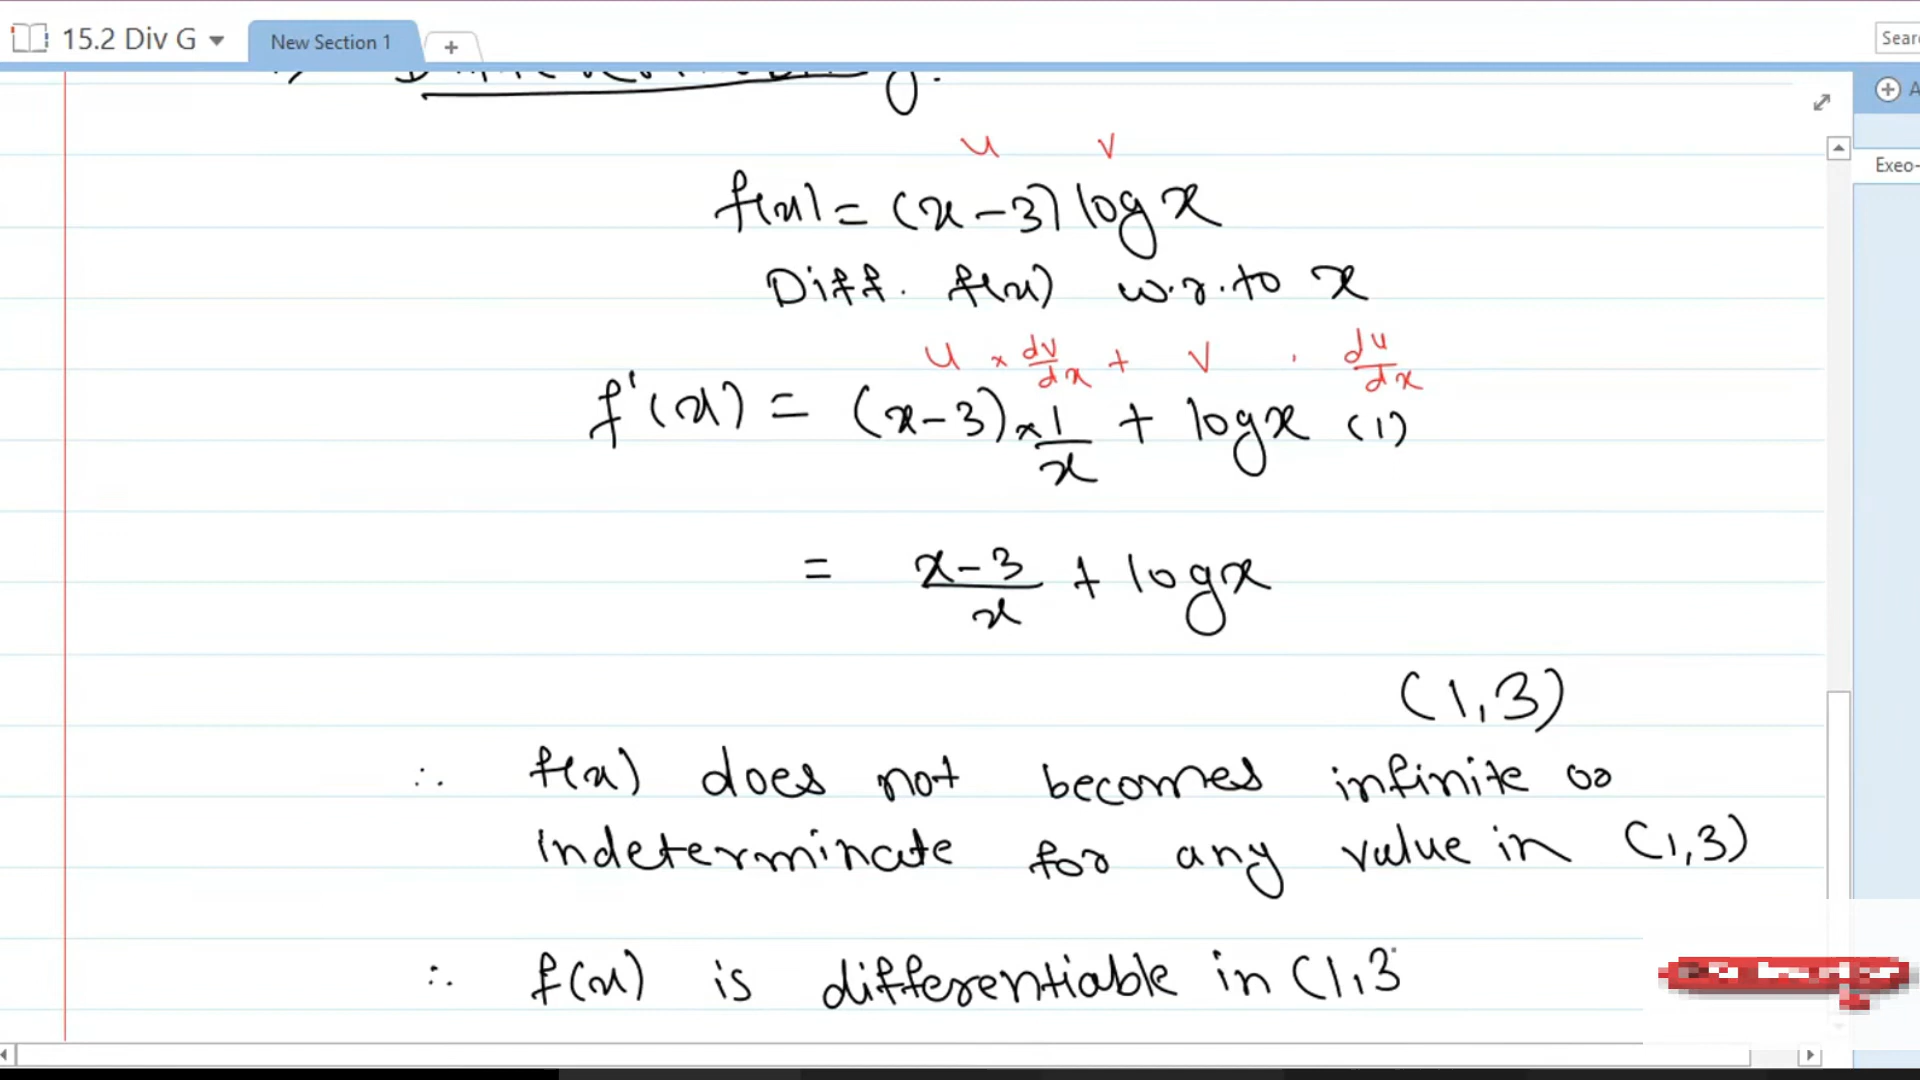 15.2 Div G
New Section 1
+
Sear
u v
f(x) = (x-3) log x
Diff. f(x) w.r.to x
u × dv/dx + v . du/dx
f'(x) = (x-3) × 1/x + log x (1)
= x-3/x + log x
(1,3)
∴ f(x) does not becomes infinite or
indeterminate for any value in (1,3)
∴ f(x) is differentiable in (1,3
Exeo-